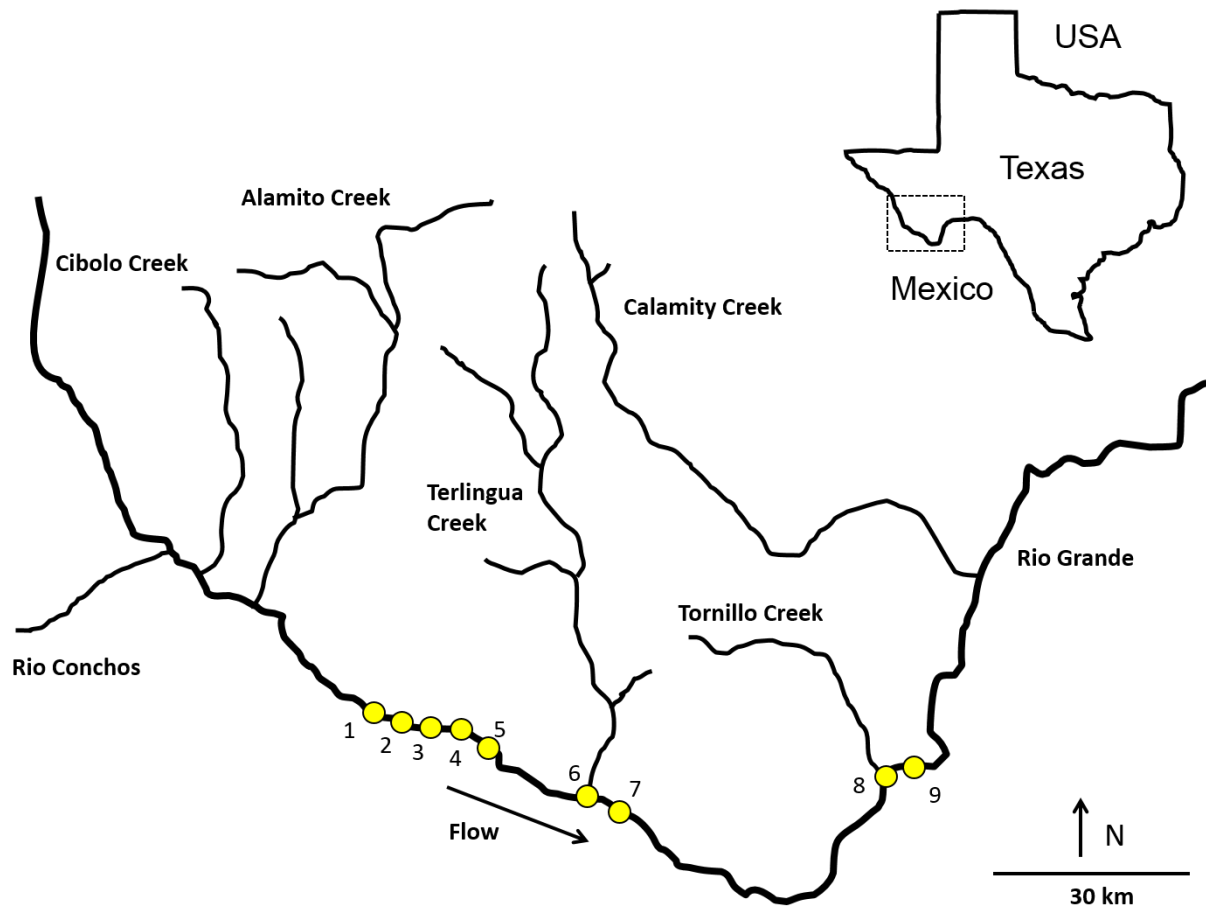 USA
Texas
Mexico
Alamito Creek
Cibolo Creek
Calamity Creek
Terlingua
Creek
Rio Grande
Tornillo Creek
Rio Conchos
1
2
3
4
5
6
7
8
9
Flow
N
30 km